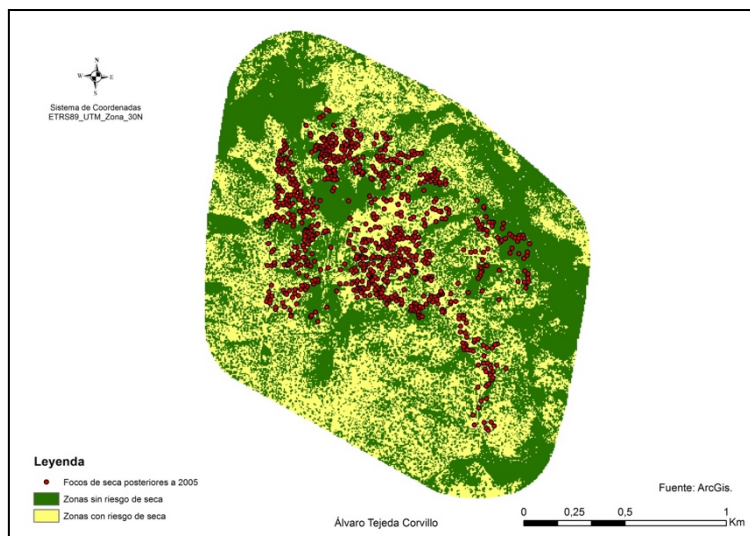 N
W E
S
Sistema de Coordenadas
ETRS89_UTM_Zona_30N
Leyenda
Focos de seca posteriores a 2005
Zonas sin riesgo de seca
Zonas con riesgo de seca
Álvaro Tejeda Corvillo
Fuente: ArcGis.
0 0,25 0,5 1
Km